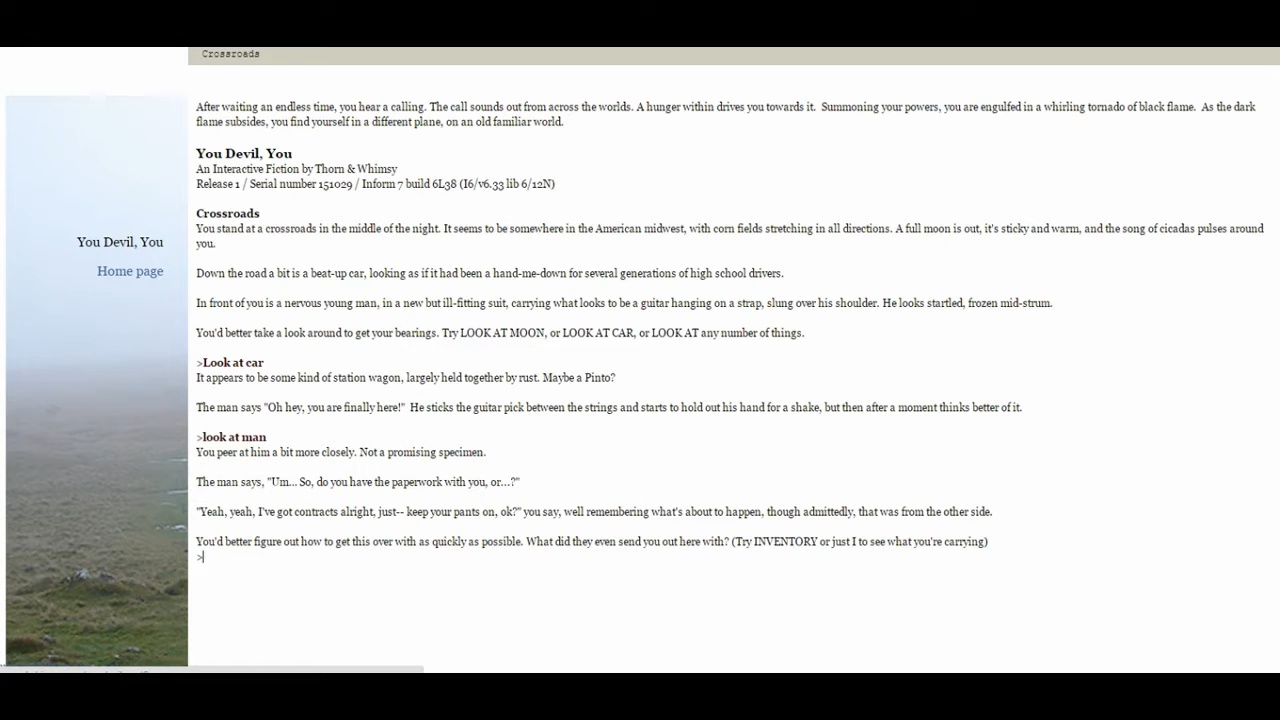 Crossroads
After waiting an endless time, you hear a calling. The call sounds out from across the worlds. A hunger within drives you towards it. Summoning your powers, you are engulfed in a whirling tornado of black flame. As the dark
flame subsides, you find yourself in a different plane, on an old familiar world.
You Devil, You
An Interactive Fiction by Thorn & Whimsy
Release 1 / Serial number 151029 / Inform 7 build 6L38 (I6/v6.33 lib 6/12N)
Crossroads
You stand at a crossroads in the middle of the night. It seems to be somewhere in the American midwest, with corn fields stretching in all directions. A full moon is out, it's sticky and warm, and the song of cicadas pulses around
you.
You Devil, You
Home page
Down the road a bit is a beat-up car, looking as if it had been a hand-me-down for several generations of high school drivers.
In front of you is a nervous young man, in a new but ill-fitting suit, carrying what looks to be a guitar hanging on a strap, slung over his shoulder. He looks startled, frozen mid-strum.
You'd better take a look around to get your bearings. Try LOOK AT MOON, or LOOK AT CAR, or LOOK AT any number of things.
>Look at car
It appears to be some kind of station wagon, largely held together by rust. Maybe a Pinto?
The man says "Oh hey, you are finally here!" He sticks the guitar pick between the strings and starts to hold out his hand for a shake, but then after a moment thinks better of it.
>look at man
You peer at him a bit more closely. Not a promising specimen.
The man says, "Um... So, do you have the paperwork with you, or...?"
"Yeah, yeah, I've got contracts alright, just-- keep your pants on, ok?" you say, well remembering what's about to happen, though admittedly, that was from the other side.
You'd better figure out how to get this over with as quickly as possible. What did they even send you out here with? (Try INVENTORY or just I to see what you're carrying)
>